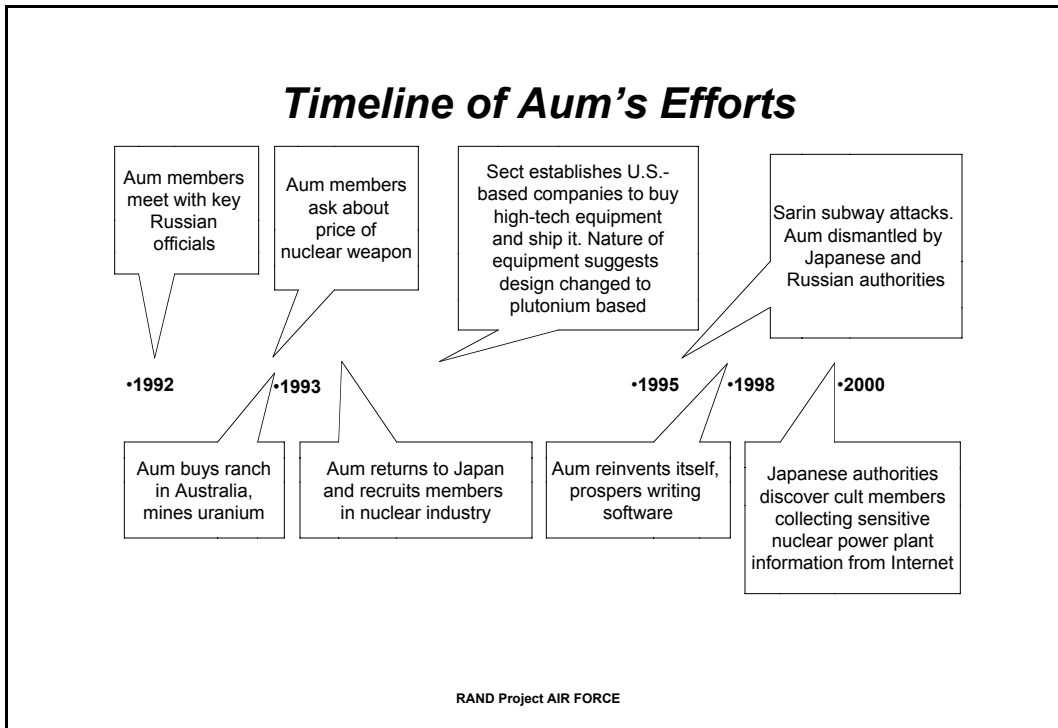 Timeline of Aum's Efforts
Aum members
meet with key
Russian
officials
Aum members
ask about
price of
nuclear weapon
Sect establishes U.S.-
based companies to buy
high-tech equipment
and ship it. Nature of
equipment suggests
design changed to
plutonium based
Sarin subway attacks.
Aum dismantled by
Japanese and
Russian authorities
•1992
•1993
•1995
•1998
•2000
Aum buys ranch
in Australia,
mines uranium
Aum returns to Japan
and recruits members
in nuclear industry
Aum reinvents itself,
prospers writing
software
Japanese authorities
discover cult members
collecting sensitive
nuclear power plant
information from Internet
RAND Project AIR FORCE